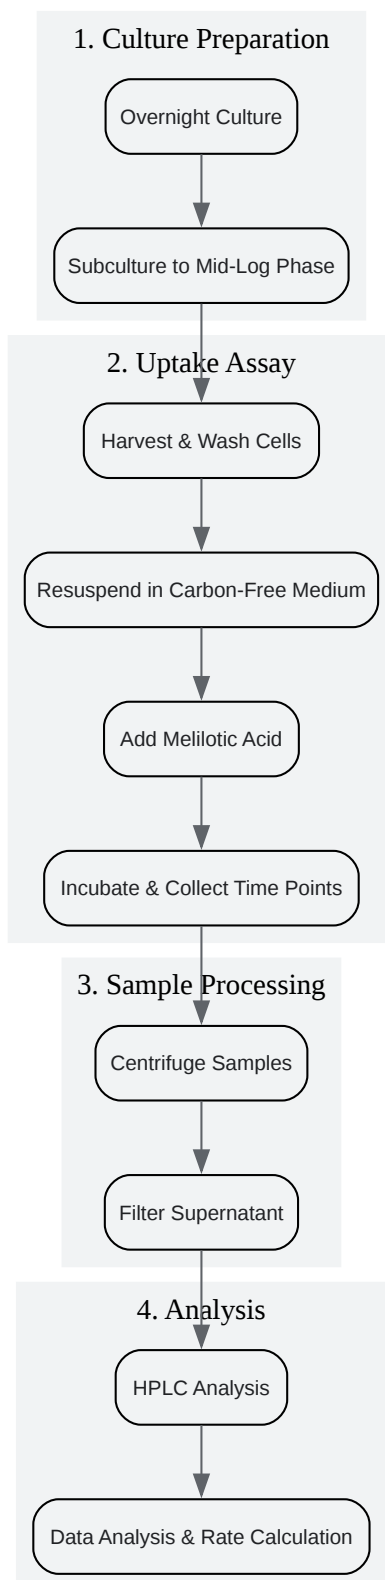 1. Culture Preparation
Overnight Culture
Subculture to Mid-Log Phase
2. Uptake Assay
Harvest & Wash Cells
Resuspend in Carbon-Free Medium
Add Melilotic Acid
Incubate & Collect Time Points
3. Sample Processing
Centrifuge Samples
Filter Supernatant
4. Analysis
HPLC Analysis
Data Analysis & Rate Calculation